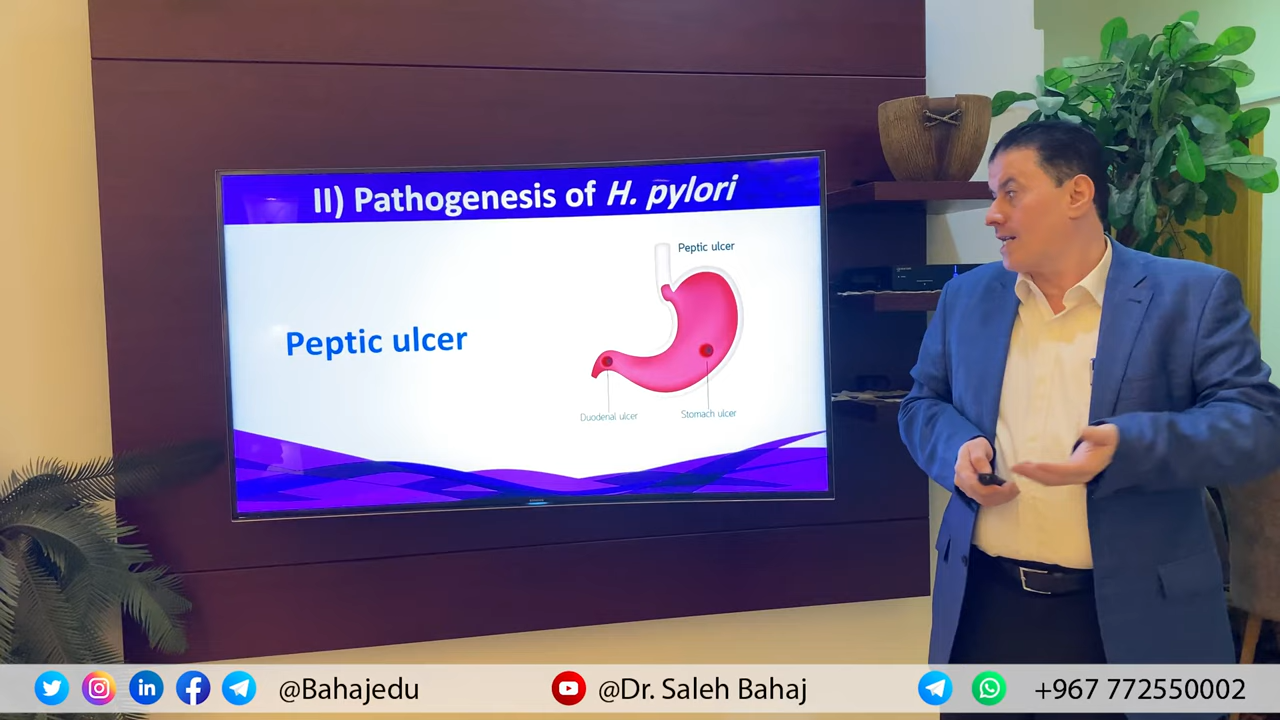 II) Pathogenesis of H. pylori
Peptic ulcer
Peptic ulcer
Duodenal ulcer
Stomach ulcer
@Bahajedu
@Dr. Saleh Bahaj
+967 772550002